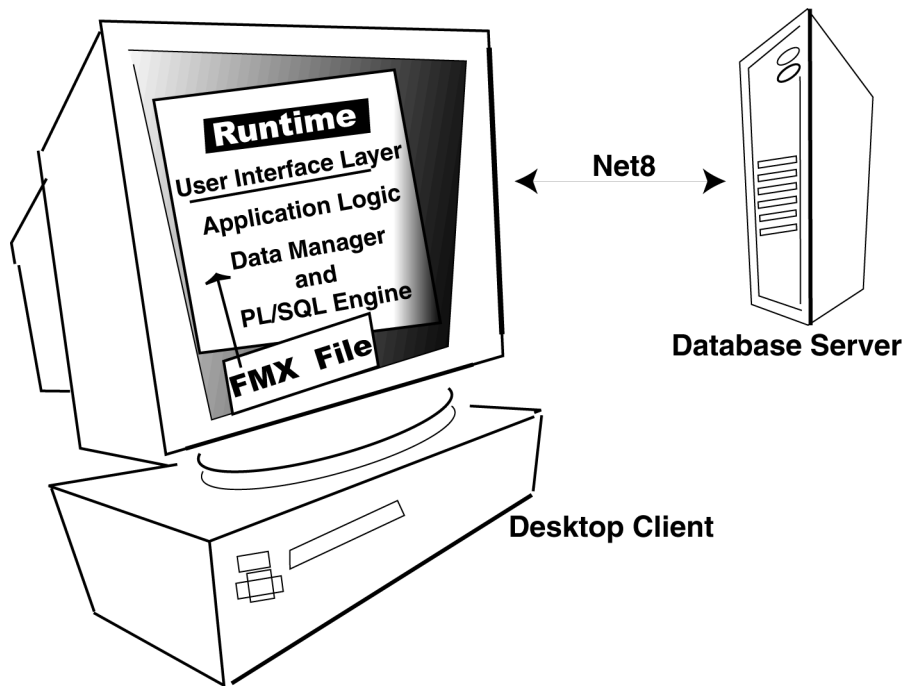 Runtime
User Interface Layer
Application Logic
Data Manager
and
PL/SQL Engine
FMX File
Net8
Database Server
Desktop Client